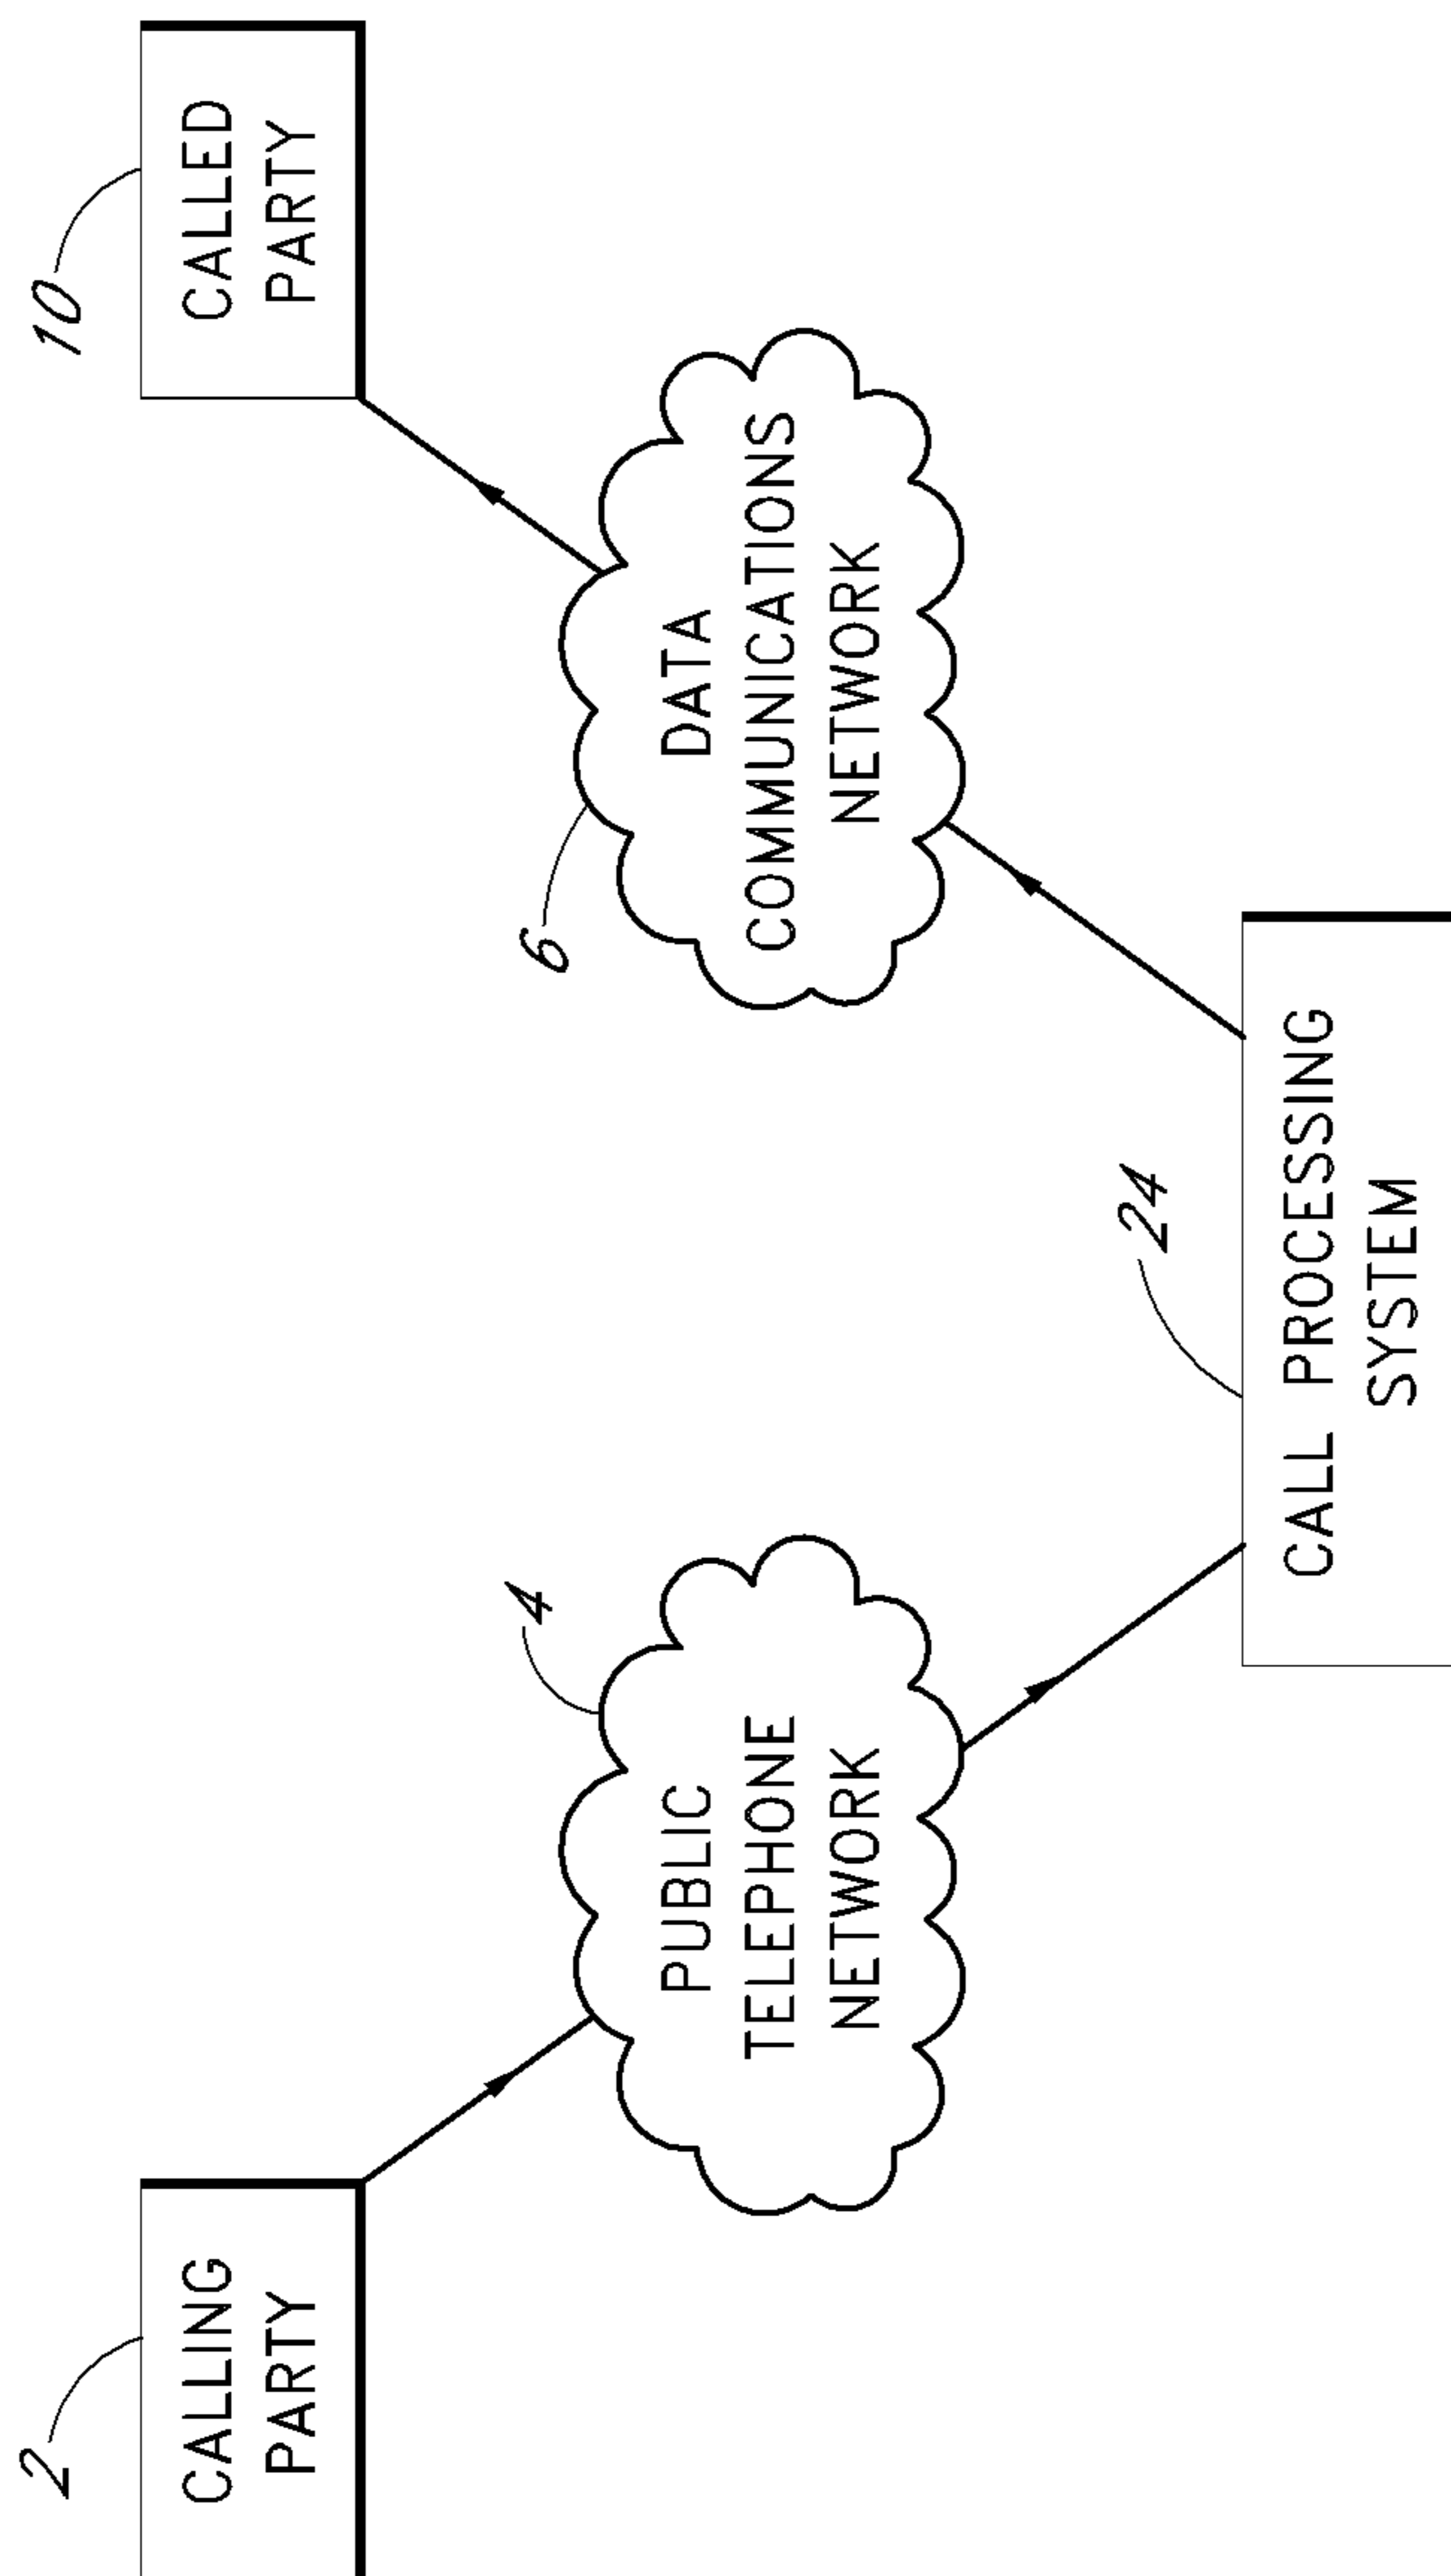 2
CALLING
PARTY
10
CALLED
PARTY
4
PUBLIC
TELEPHONE
NETWORK
6
DATA
COMMUNICATIONS
NETWORK
24
CALL PROCESSING
SYSTEM